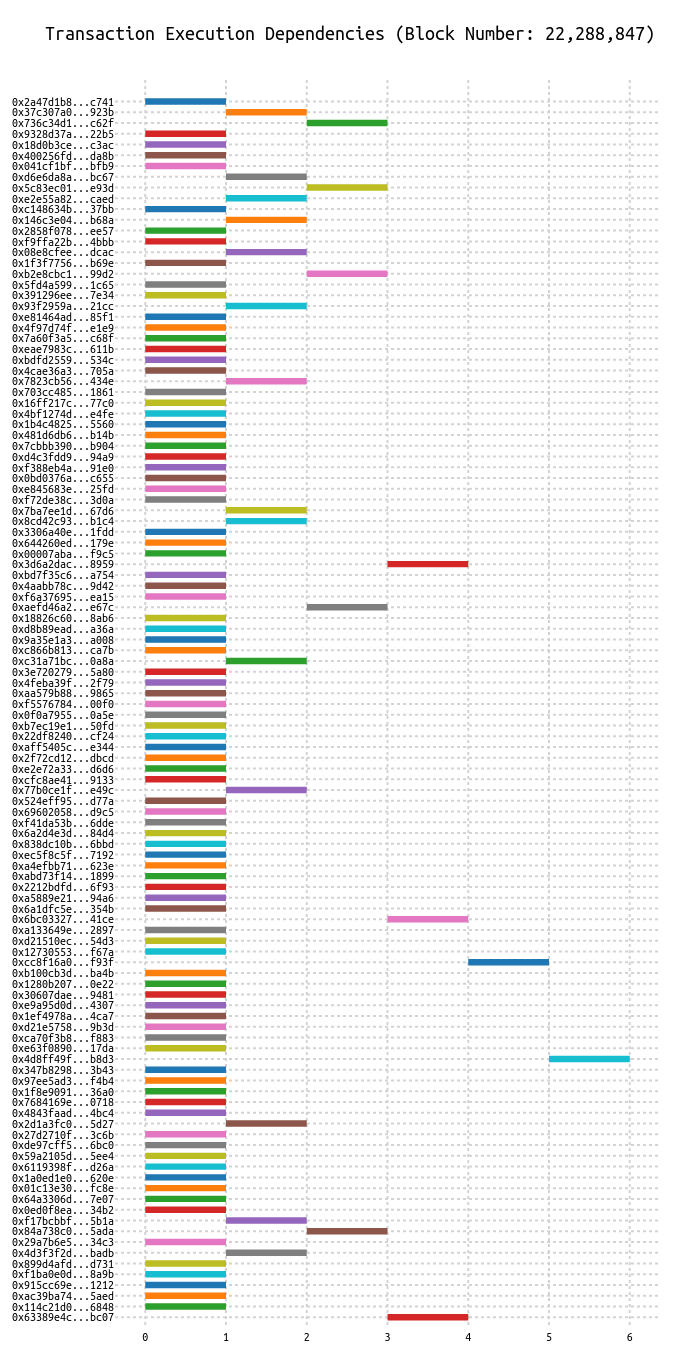 Transaction Execution Dependencies (Block Number: 22,288,847)
0x2a47d1b8...c741
0x37c307a0...923b
0x736c34d1...c62f
0x9328d37a...22b5
0x18d0b3ce...c3ac
0x400256fd...da8b
0x041cf1bf...bfb9
0xd6e6da8a...bc67
0x5c83ec01...e93d
0xe2e55a82...caed
0xc148634b...37bb
0x146c3e04...b68a
0x2858f078...ee57
0xf9ffa22b...4bbb
0x08e8cfee...dcac
0x1f3f7756...b69e
0xb2e8cbc1...99d2
0x5fd4a599...1c65
0x391296ee...7e34
0x93f2959a...21cc
0xe81464ad...85f1
0x4f97d74f...e1e9
0x7a60f3a5...c68f
0xeae7983c...611b
0xbdfd2559...534c
0x4cae36a3...705a
0x7823cb56...434e
0x703cc485...1861
0x16ff217c...77c0
0x4bf1274d...e4fe
0x1b4c4825...5560
0x481d6db6...b14b
0x7cbbb390...b904
0xd4c3fdd9...94a9
0xf388eb4a...91e0
0x0bd0376a...c655
0xe845683e...25fd
0xf72de38c...3d0a
0x7ba7ee1d...67d6
0x8cd42c93...b1c4
0x3306a40e...1fdd
0x644260ed...179e
0x00007aba...f9c5
0x3d6a2dac...8959
0xbd7f35c6...a754
0x4aabb78c...9d42
0xf6a37695...ea15
0xaefd46a2...e67c
0x18826c60...8ab6
0xd8b89ead...a36a
0x9a35e1a3...a008
0xc866b813...ca7b
0xc31a71bc...0a8a
0x3e720279...5a80
0x4feba39f...2f79
0xaa579b88...9865
0xf5576784...00f0
0x0f0a7955...0a5e
0xb7ec19e1...50fd
0x22df8240...cf24
0xaff5405c...e344
0x2f72cd12...dbcd
0xe2e72a33...d6d6
0xcfc8ae41...9133
0x77b0ce1f...e49c
0x524eff95...d77a
0x69602058...d9c5
0xf41da53b...6dde
0x6a2d4e3d...84d4
0x838dc10b...6bbd
0xec5f8c5f...7192
0xa4efbb71...623e
0xabd73f14...1899
0x2212bdfd...6f93
0xa5889e21...94a6
0x6a1dfc5e...354b
0x6bc03327...41ce
0xa133649e...2897
0xd21510ec...54d3
0x12730553...f67a
0xcc8f16a0...f93f
0xb100cb3d...ba4b
0x1280b207...0e22
0x30607dae...9481
0xe9a95d0d...4307
0x1ef4978a...4ca7
0xd21e5758...9b3d
0xca70f3b8...f883
0xe63f0890...17da
0x4d8ff49f...b8d3
0x347b8298...3b43
0x97ee5ad3...f4b4
0x1f8e9091...36a0
0x7684169e...0718
0x4843faad...4bc4
0x2d1a3fc0...5d27
0x27d2710f...3c6b
0xde97cff5...6bc0
0x59a2105d...5ee4
0x6119398f...d26a
0x1a0ed1e0...620e
0x01c13e30...fc8e
0x64a3306d...7e07
0x0ed0f8ea...34b2
0xf17bcbbf...5b1a
0x84a738c0...5ada
0x29a7b6e5...34c3
0x4d3f3f2d...badb
0x899d4afd...d731
0xf1ba0e0d...8a9b
0x915cc69e...1212
0xac39ba74...5aed
0x114c21d0...6848
0x63389e4c...bc07
0 1 2 3 4 5 6